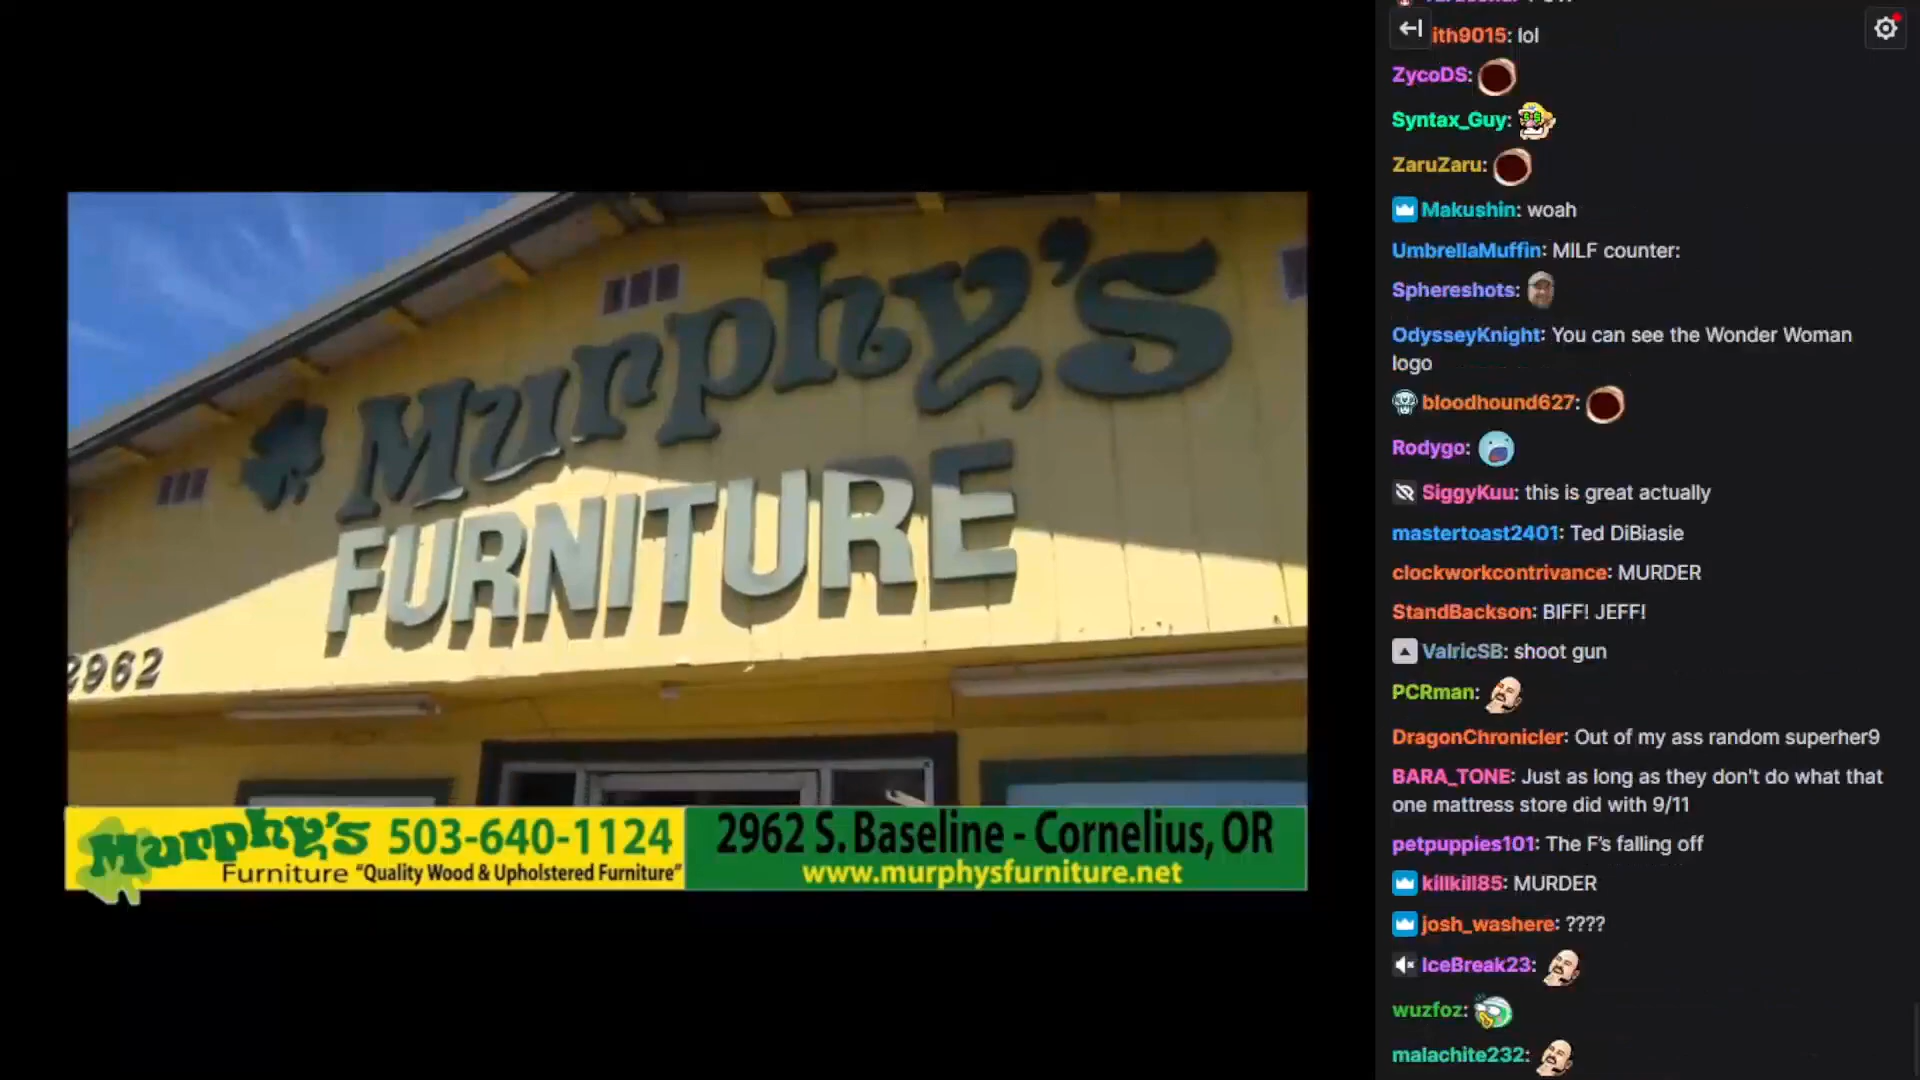 Murphy's
FURNITURE
2962
Murphy's 503-640-1124
Furniture "Quality Wood & Upholstered Furniture"
2962 S. Baseline - Cornelius, OR
www.murphysfurniture.net
ith9015: lol
ZycoDS:
Syntax_Guy:
ZaruZaru:
Makushin: woah
UmbrellaMuffin: MILF counter:
Sphereshots:
OdysseyKnight: You can see the Wonder Woman
logo
bloodhound627:
Rodygo:
SiggyKuu: this is great actually
mastertoast2401: Ted DiBiasie
clockworkcontrivance: MURDER
StandBackson: BIFF! JEFF!
ValricSB: shoot gun
PCRman:
DragonChronicler: Out of my ass random superher9
BARA_TONE: Just as long as they don't do what that
one mattress store did with 9/11
petpuppies101: The F's falling off
killkill85: MURDER
josh_washere: ????
IceBreak23:
wuzfoz:
malachite232: